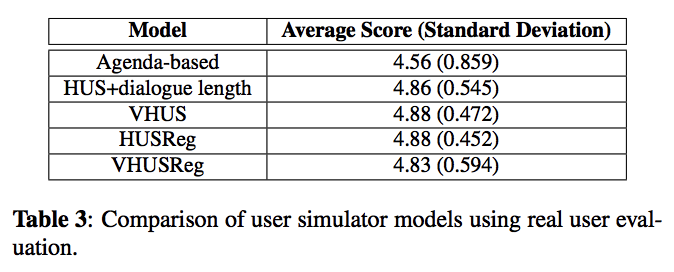 Model Average Score (Standard Deviation)
Agenda-based 4.56 (0.859)
HUS+dialogue length 4.86 (0.545)
VHUS 4.88 (0.472)
HUSReg 4.88 (0.452)
VHUSReg 4.83 (0.594)
Table 3: Comparison of user simulator models using real user eval-
uation.